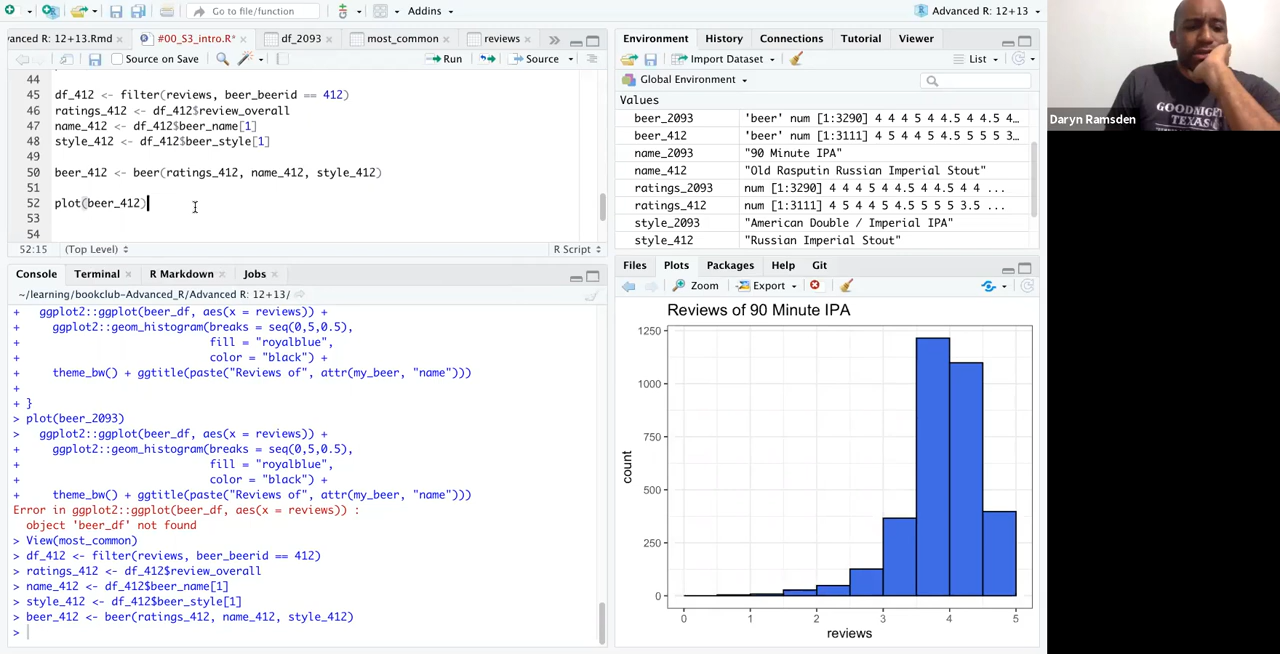 Go to file/function
Addins
Advanced R: 12+13
anced R: 12+13.Rmd
#00_S3_intro.R*
df_2093
most_common
reviews
Source on Save
Run
Source
44
45 df_412 <- filter(reviews, beer_beerid == 412)
46 ratings_412 <- df_412$review_overall
47 name_412 <- df_412$beer_name[1]
48 style_412 <- df_412$beer_style[1]
49
50 beer_412 <- beer(ratings_412, name_412, style_412)
51
52 plot(beer_412)
53
54
52:15 (Top Level) R Script
Console Terminal R Markdown Jobs
~/learning/bookclub-Advanced_R/Advanced R: 12+13/
+ ggplot2::ggplot(beer_df, aes(x = reviews)) +
+ ggplot2::geom_histogram(breaks = seq(0,5,0.5),
+ fill = "royalblue",
+ color = "black") +
+ theme_bw() + ggtitle(paste("Reviews of", attr(my_beer, "name")))
+
+ }
> plot(beer_2093)
+ ggplot2::ggplot(beer_df, aes(x = reviews)) +
+ ggplot2::geom_histogram(breaks = seq(0,5,0.5),
+ fill = "royalblue",
+ color = "black") +
+ theme_bw() + ggtitle(paste("Reviews of", attr(my_beer, "name")))
Error in ggplot2::ggplot(beer_df, aes(x = reviews)) :
object 'beer_df' not found
> View(most_common)
> df_412 <- filter(reviews, beer_beerid == 412)
> ratings_412 <- df_412$review_overall
> name_412 <- df_412$beer_name[1]
> style_412 <- df_412$beer_style[1]
> beer_412 <- beer(ratings_412, name_412, style_412)
>
Environment History Connections Tutorial Viewer
Import Dataset
List
Global Environment
Values
beer_2093 'beer' num [1:3290] 4 4 4 5 4 4.5 4 4.5 4…
beer_412 'beer' num [1:3111] 4 5 4 4 5 4.5 5 5 5 3…
name_2093 "90 Minute IPA"
name_412 "Old Rasputin Russian Imperial Stout"
ratings_2093 num [1:3290] 4 4 4 5 4 4.5 4 4.5 4 4 ...
ratings_412 num [1:3111] 4 5 4 4 5 4.5 5 5 5 3.5 ...
style_2093 "American Double / Imperial IPA"
style_412 "Russian Imperial Stout"
Files Plots Packages Help Git
Zoom
Export
Reviews of 90 Minute IPA
1250
1000
750
500
250
0
count
0 1 2 3 4 5
reviews
Daryn Ramsden
GOODNIGHT
TEXAS